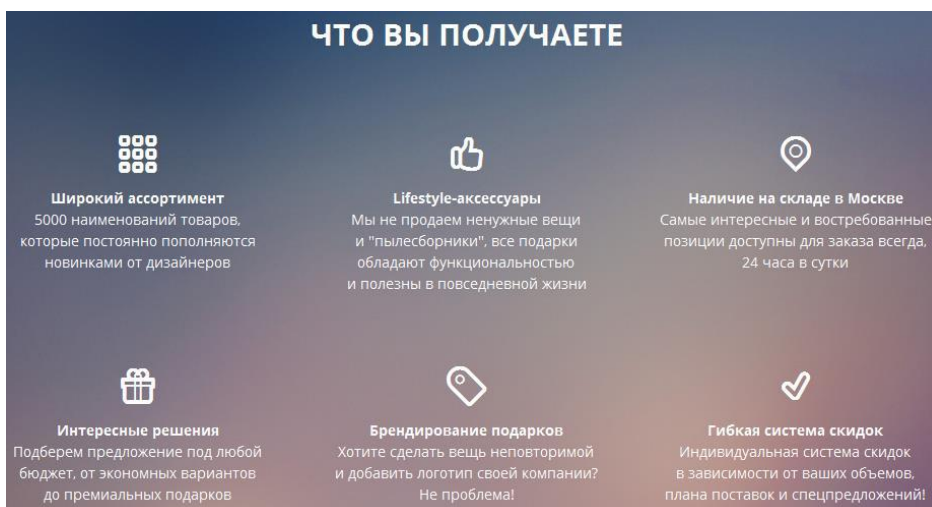 ЧТО ВЫ ПОЛУЧАЕТЕ
Широкий ассортимент
5000 наименований товаров,
которые постоянно пополняются
новинками от дизайнеров
Lifestyle-аксессуары
Мы не продаем ненужные вещи
и "пылесборники", все подарки
обладают функциональностью
и полезны в повседневной жизни
Наличие на складе в Москве
Самые интересные и востребованные
позиции доступны для заказа всегда,
24 часа в сутки
Интересные решения
Подберем предложение под любой
бюджет, от экономных вариантов
до премиальных подарков
Брендирование подарков
Хотите сделать вещь неповторимой
и добавить логотип своей компании?
Не проблема!
Гибкая система скидок
Индивидуальная система скидок
в зависимости от ваших объемов,
плана поставок и спецпредложений!